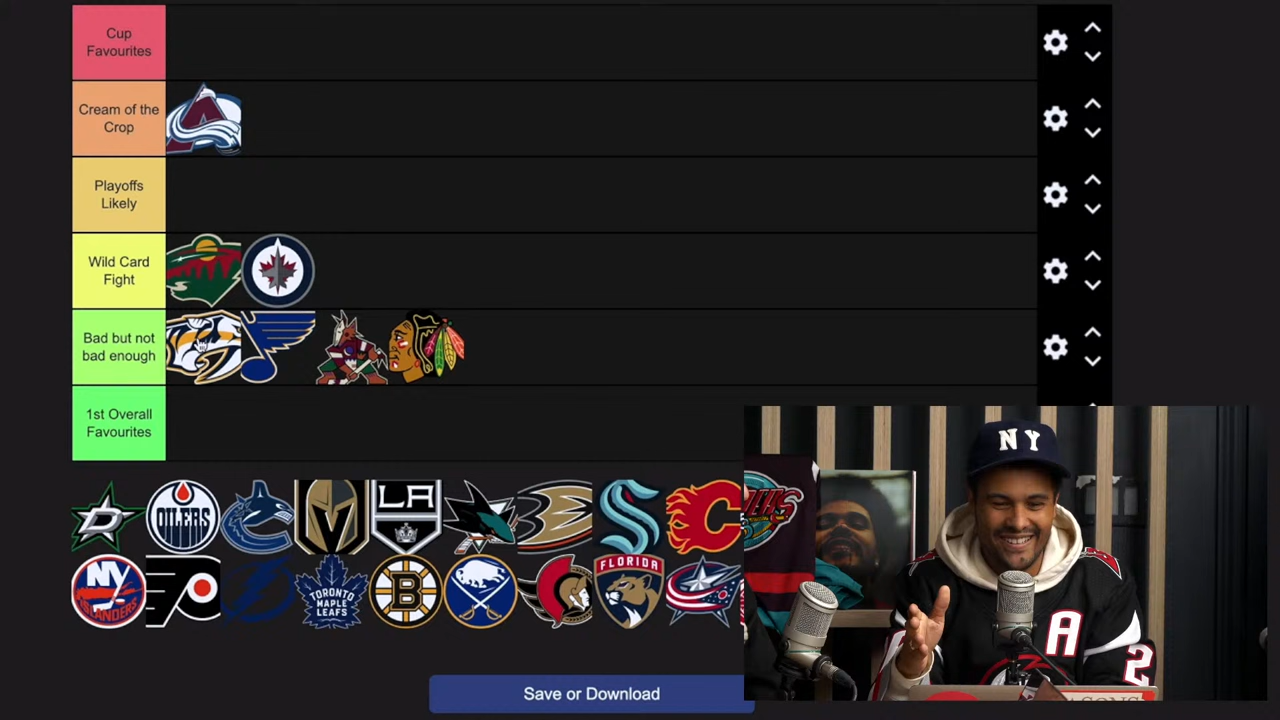 Cup
Favourites
Cream of the
Crop
Playoffs
Likely
Wild Card
Fight
Bad but not
bad enough
1st Overall
Favourites
OILERS
LA
NY
ISLANDERS
TORONTO
MAPLE
LEAFS
B
FLORIDA
NY
A
2
Save or Download